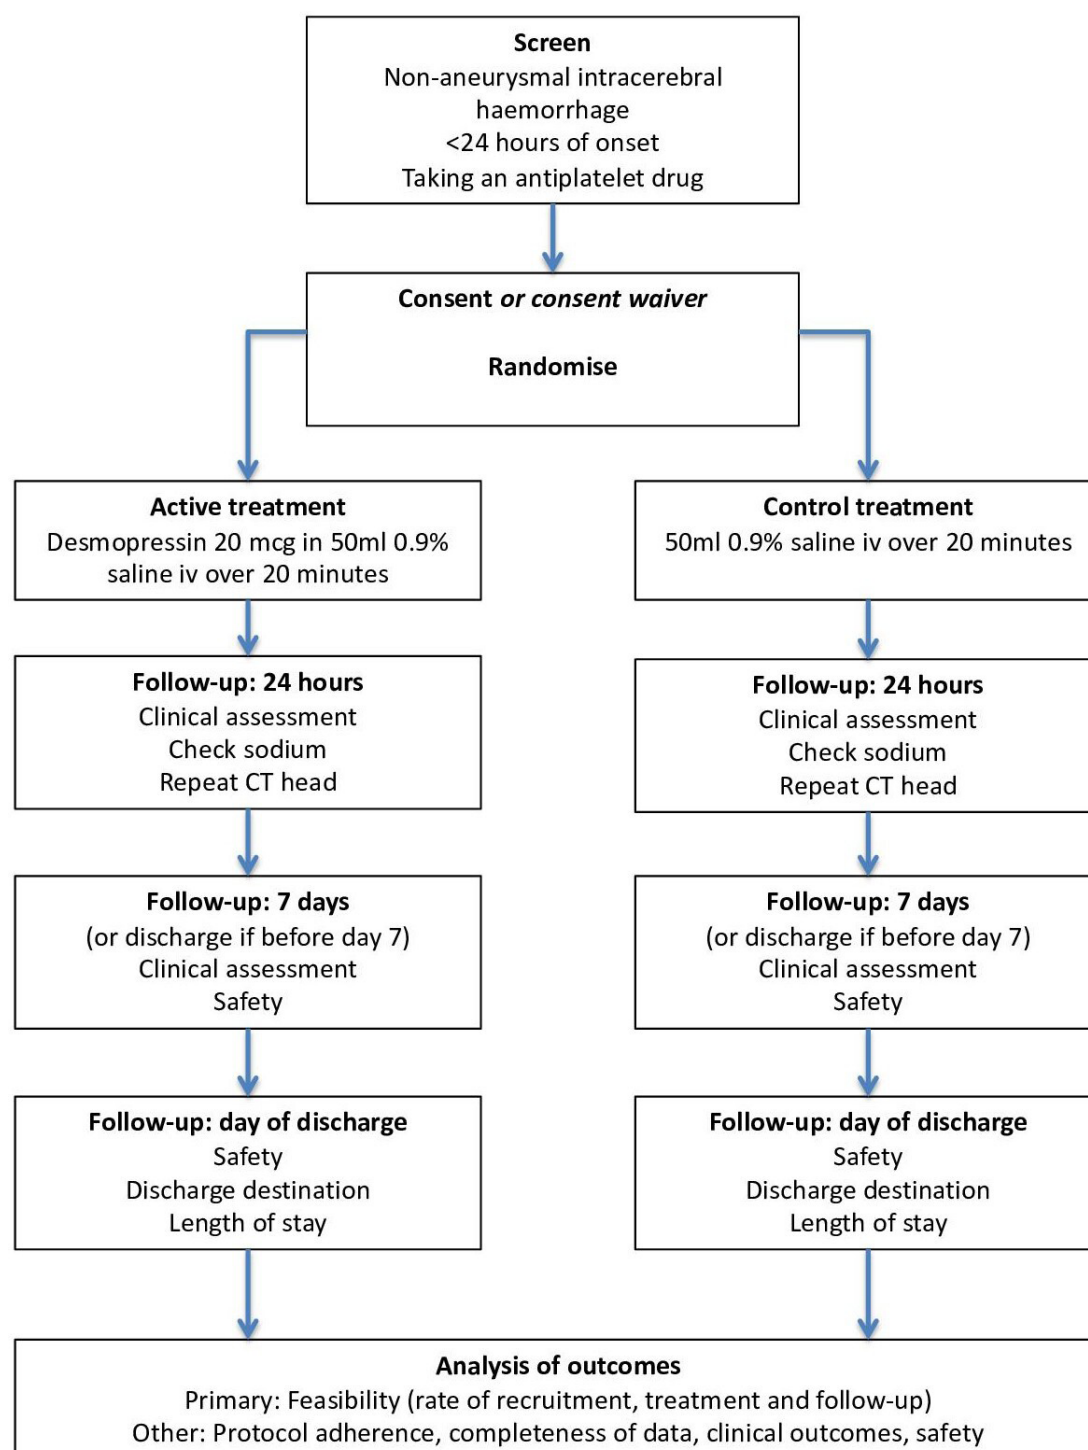 Screen
Non-aneurysmal intracerebral
haemorrhage
<24 hours of onset
Taking an antiplatelet drug
Consent or consent waiver
Randomise
Active treatment
Desmopressin 20 mcg in 50ml 0.9%
saline iv over 20 minutes
Control treatment
50ml 0.9% saline iv over 20 minutes
Follow-up: 24 hours
Clinical assessment
Check sodium
Repeat CT head
Follow-up: 24 hours
Clinical assessment
Check sodium
Repeat CT head
Follow-up: 7 days
(or discharge if before day 7)
Clinical assessment
Safety
Follow-up: 7 days
(or discharge if before day 7)
Clinical assessment
Safety
Follow-up: day of discharge
Safety
Discharge destination
Length of stay
Follow-up: day of discharge
Safety
Discharge destination
Length of stay
Analysis of outcomes
Primary: Feasibility (rate of recruitment, treatment and follow-up)
Other: Protocol adherence, completeness of data, clinical outcomes, safety